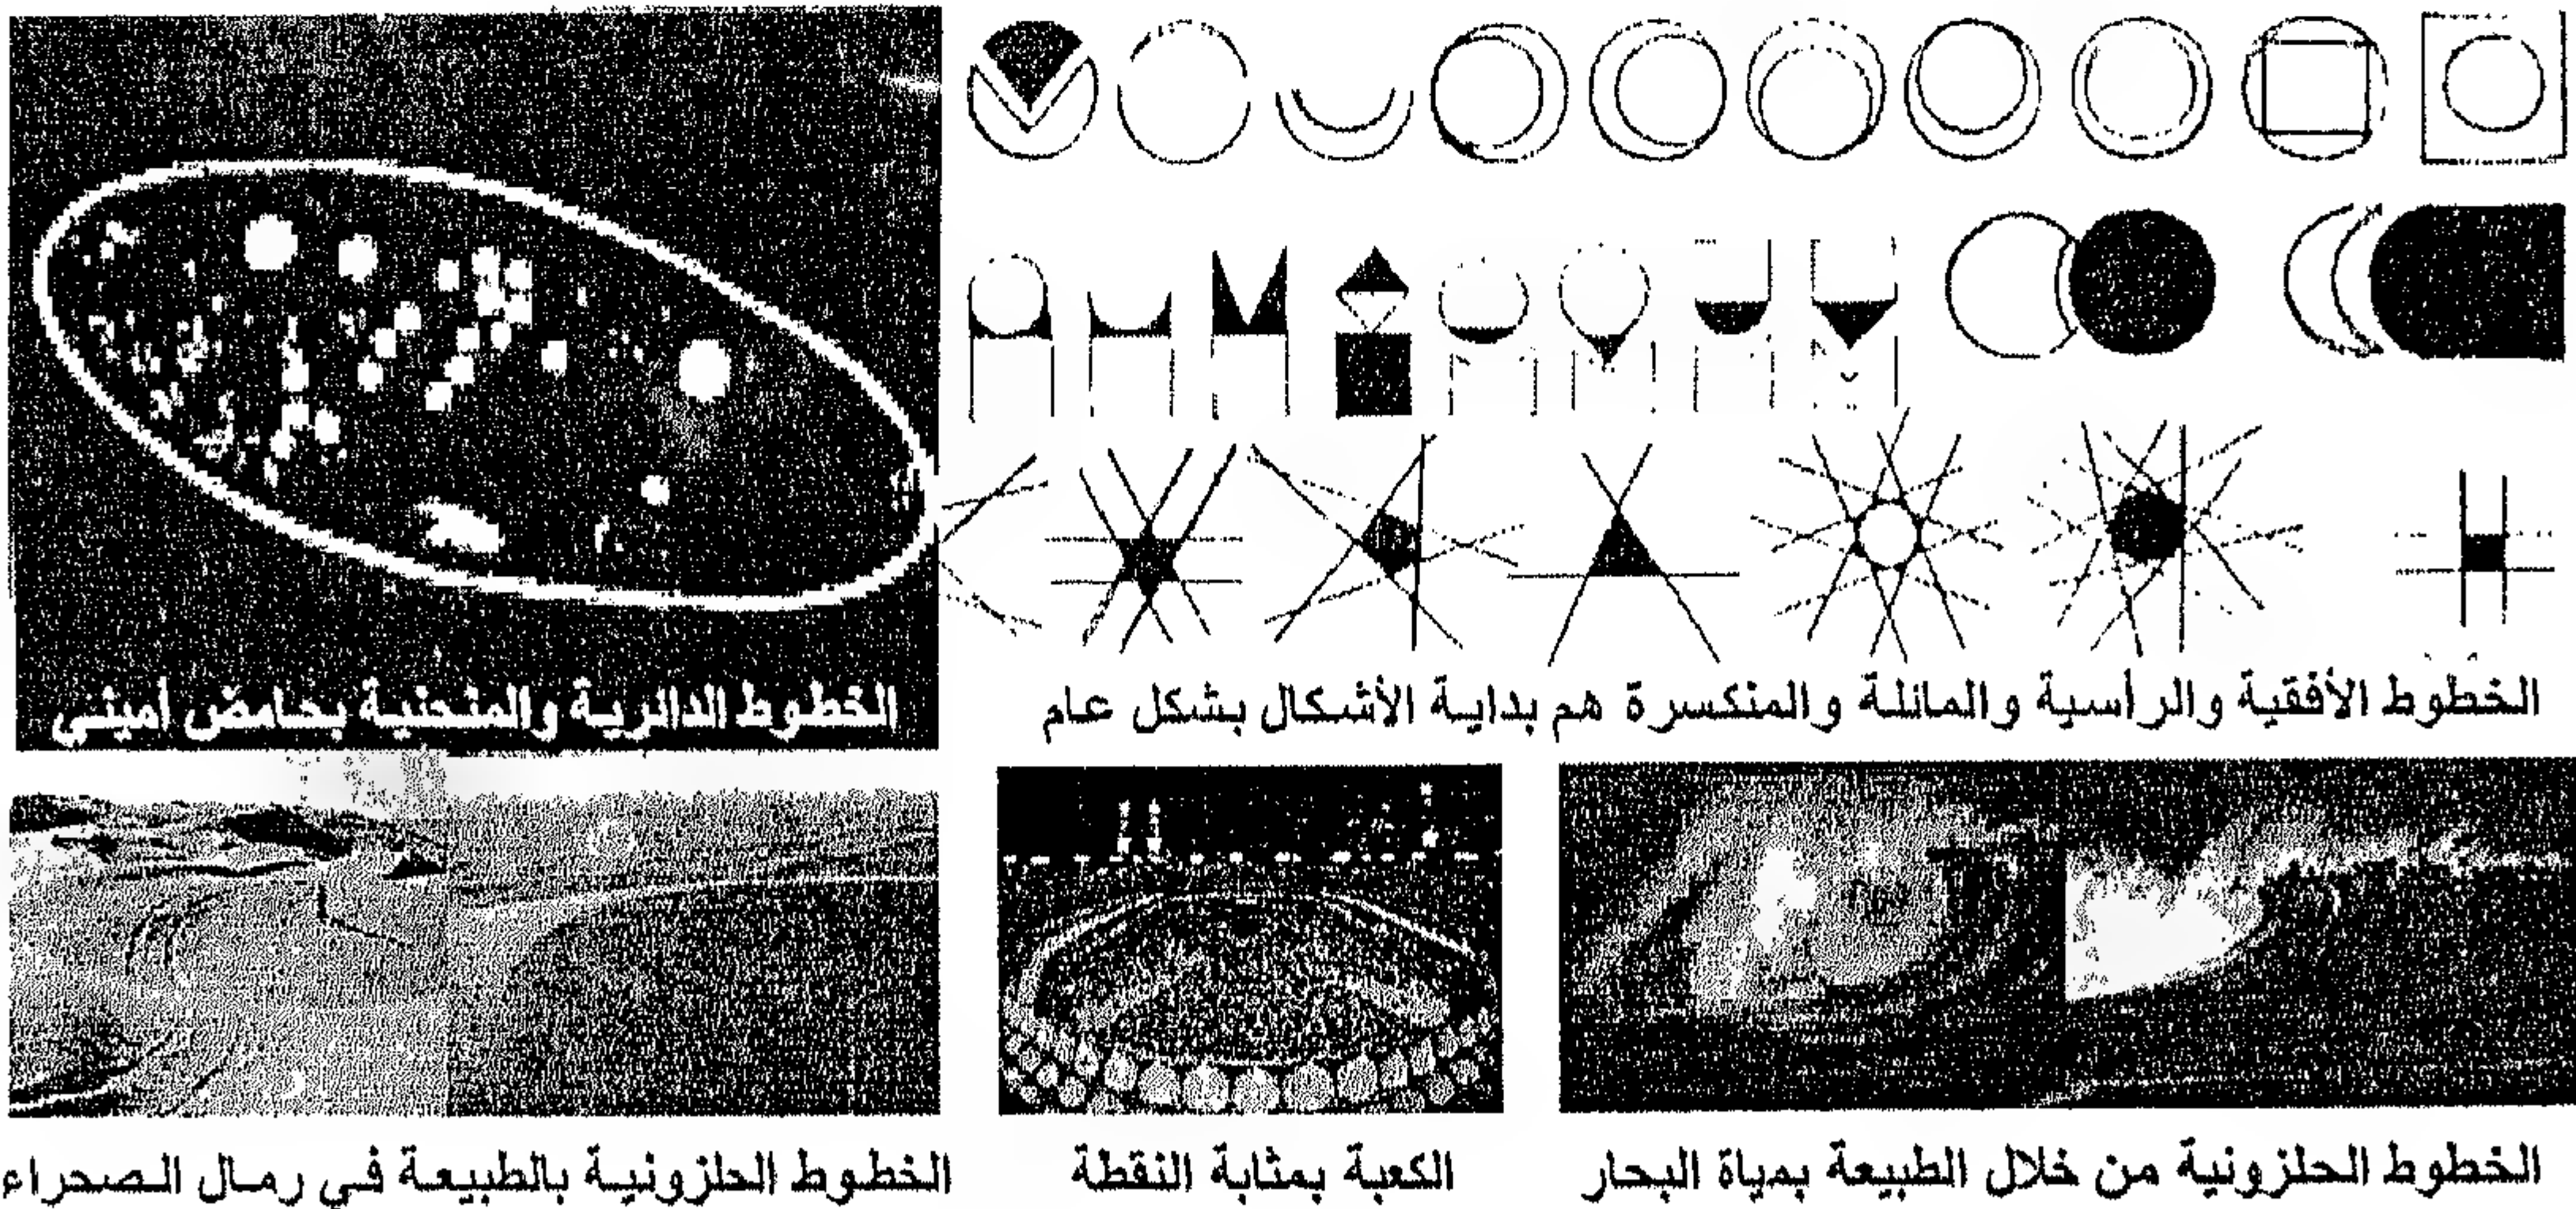 الخطوط الأفقية والرأسية والمائلة والمنكسرة هم بداية الأشكال بشكل عام
الخطوط الدائرية والمنحنية بحامض أميني
الخطوط الحلزونية من خلال الطبيعة بمياة البحار
الكعبة بمثابة النقطة
الخطوط الحلزونية بالطبيعة في رمال الصحراء